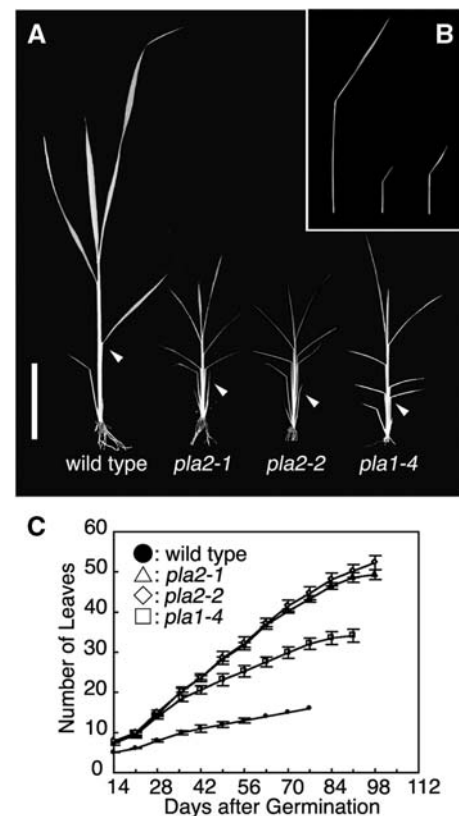 A
B
wild type pla2-1 pla2-2 pla1-4
C
60
50
40
30
20
10
0
Number of Leaves
●: wild type
△: pla2-1
◇: pla2-2
□: pla1-4
14 28 42 56 70 84 98 112
Days after Germination